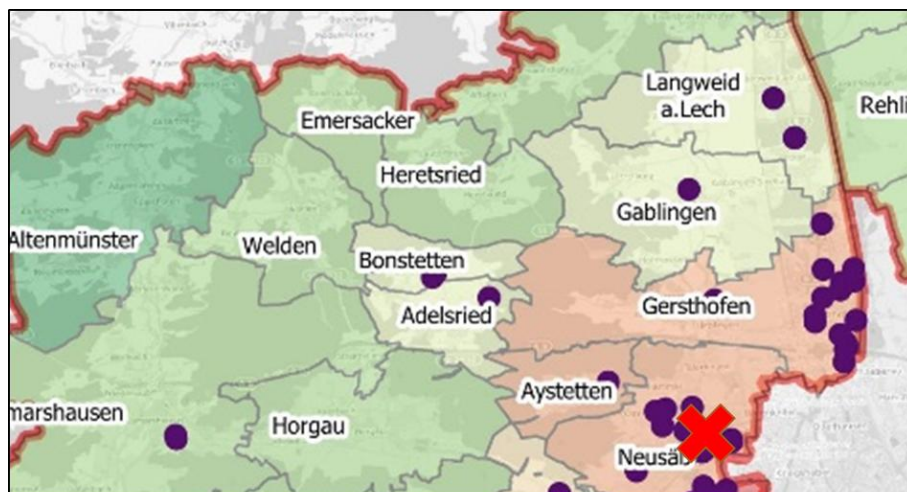 Langweid
a.Lech
Rehli
Emersacker
Heretsried
Gablingen
Altenmünster
Welden
Bonstetten
Gersthofen
Adelsried
Aystetten
marshausen
Horgau
Neusäß